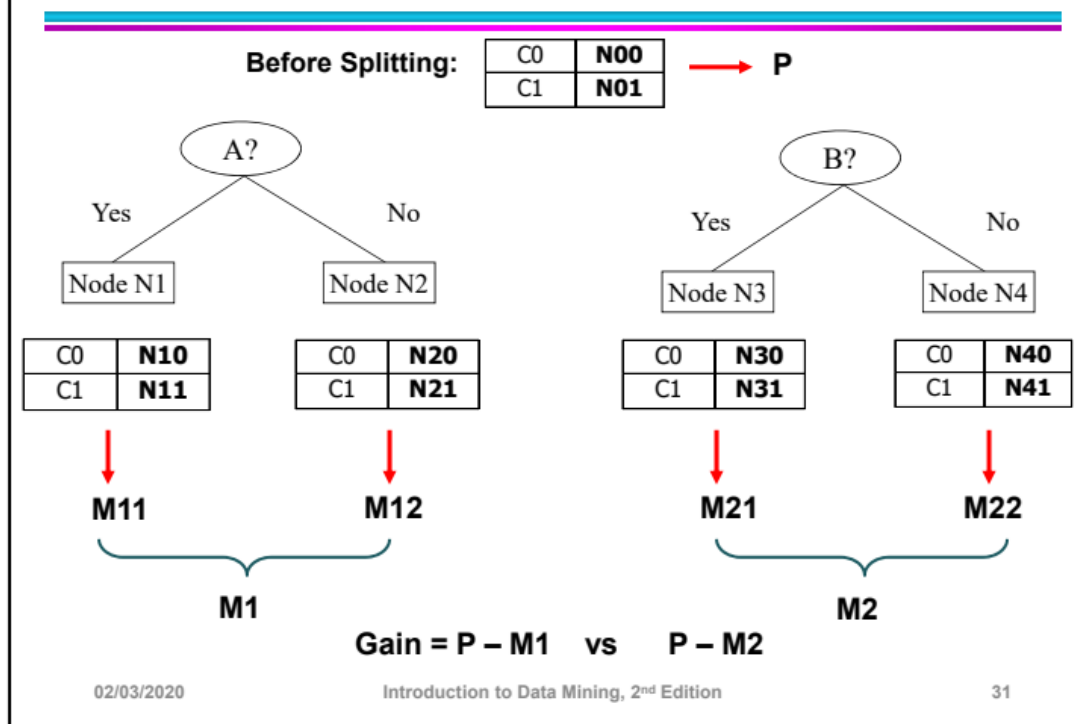 Before Splitting:
C0 N00
C1 N01
P
A?
Yes No
Node N1 Node N2
C0 N10
C1 N11
C0 N20
C1 N21
M11 M12
M1
B?
Yes No
Node N3 Node N4
C0 N30
C1 N31
C0 N40
C1 N41
M21 M22
M2
Gain = P – M1 vs P – M2
02/03/2020 Introduction to Data Mining, 2nd Edition 31